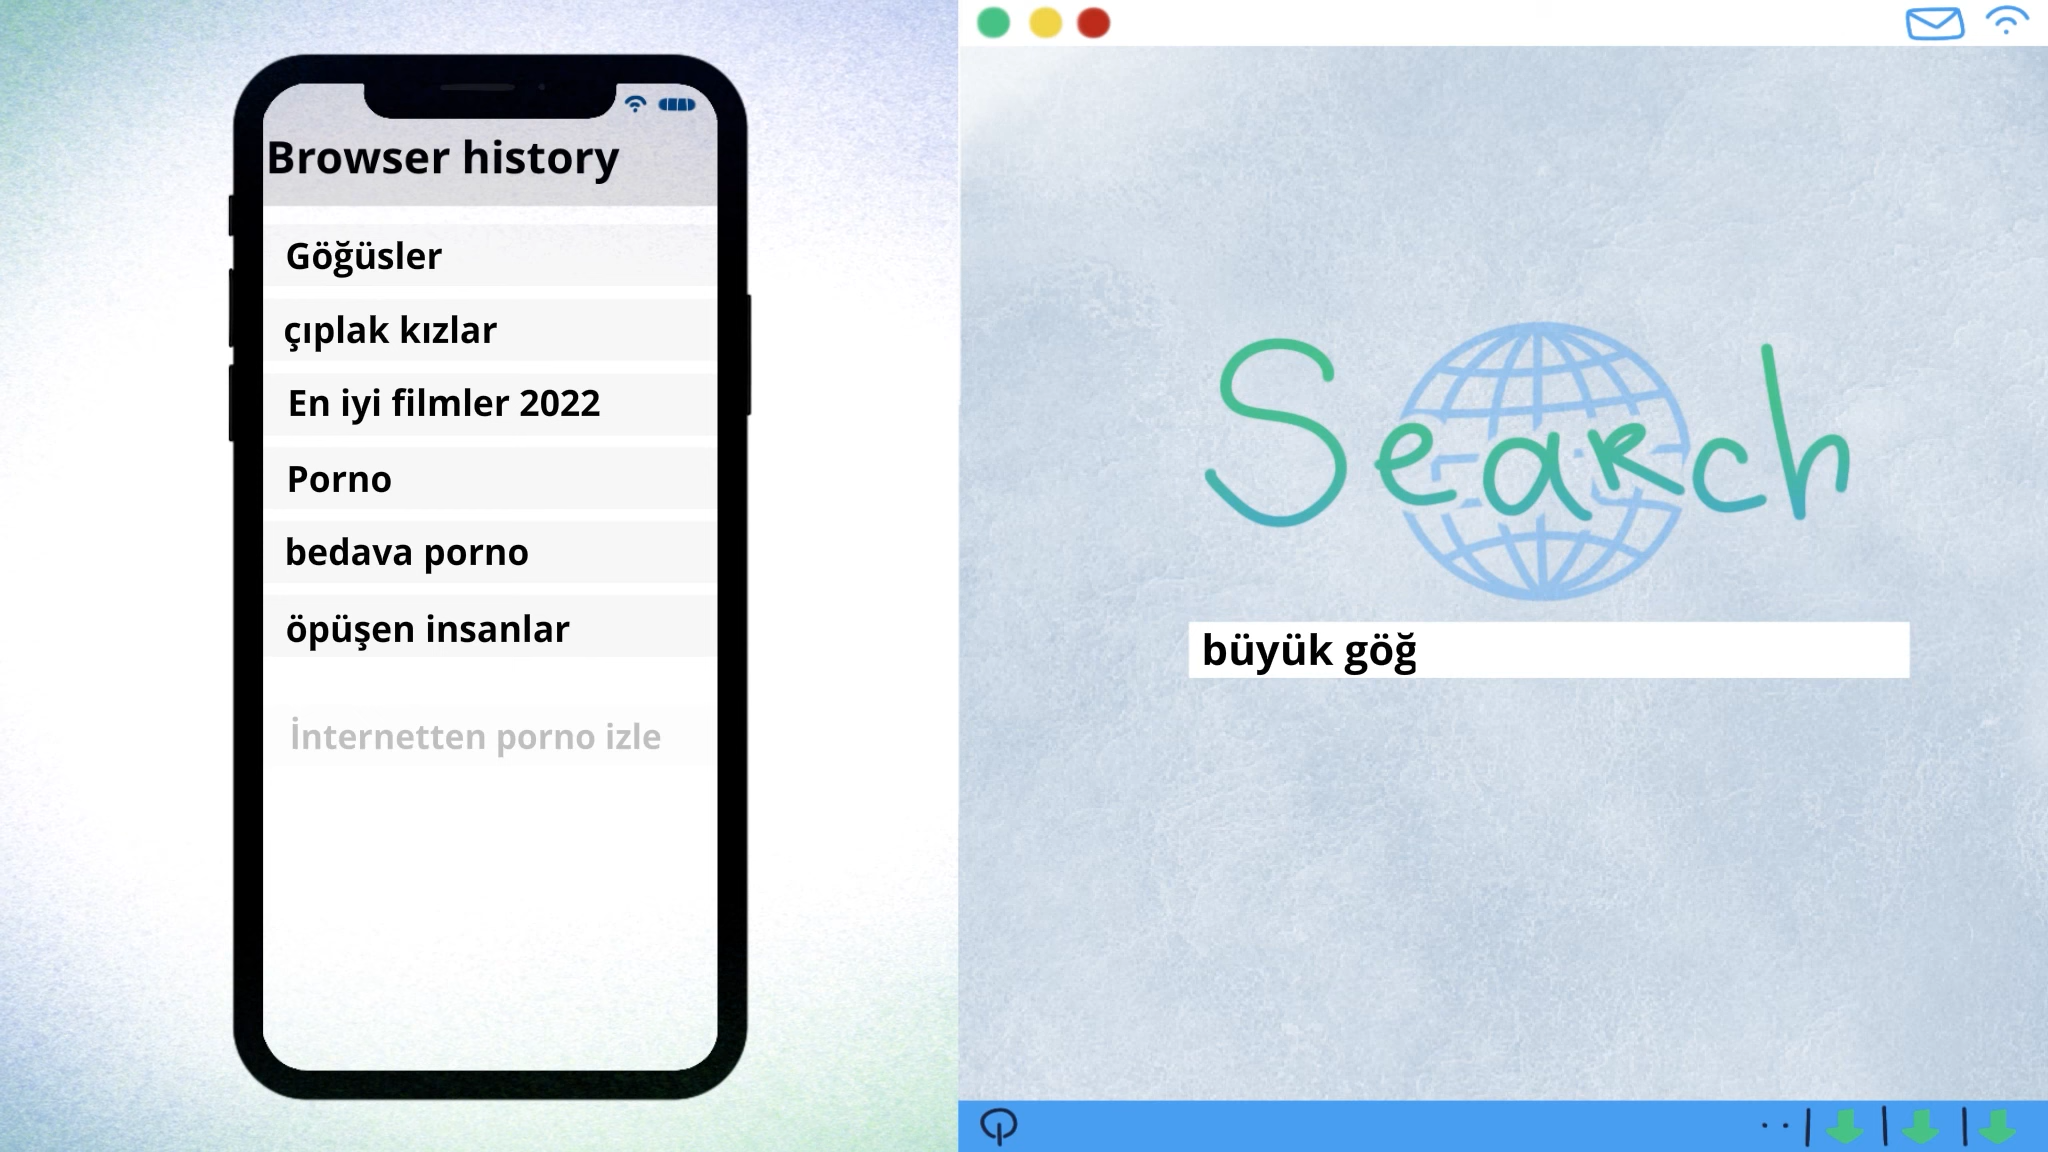 Browser history
Göğüsler
çıplak kızlar
En iyi filmler 2022
Porno
bedava porno
öpüşen insanlar
İnternetten porno izle
Search
büyük göğ